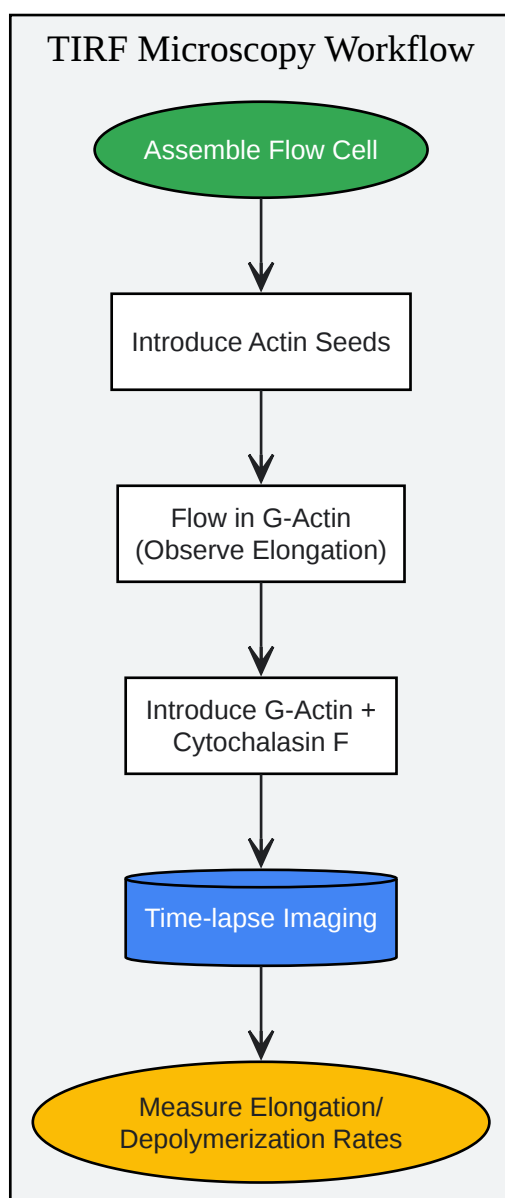 TIRF Microscopy Workflow
Assemble Flow Cell
Introduce Actin Seeds
Flow in G-Actin
(Observe Elongation)
Introduce G-Actin +
Cytochalasin F
Time-lapse Imaging
Measure Elongation/
Depolymerization Rates